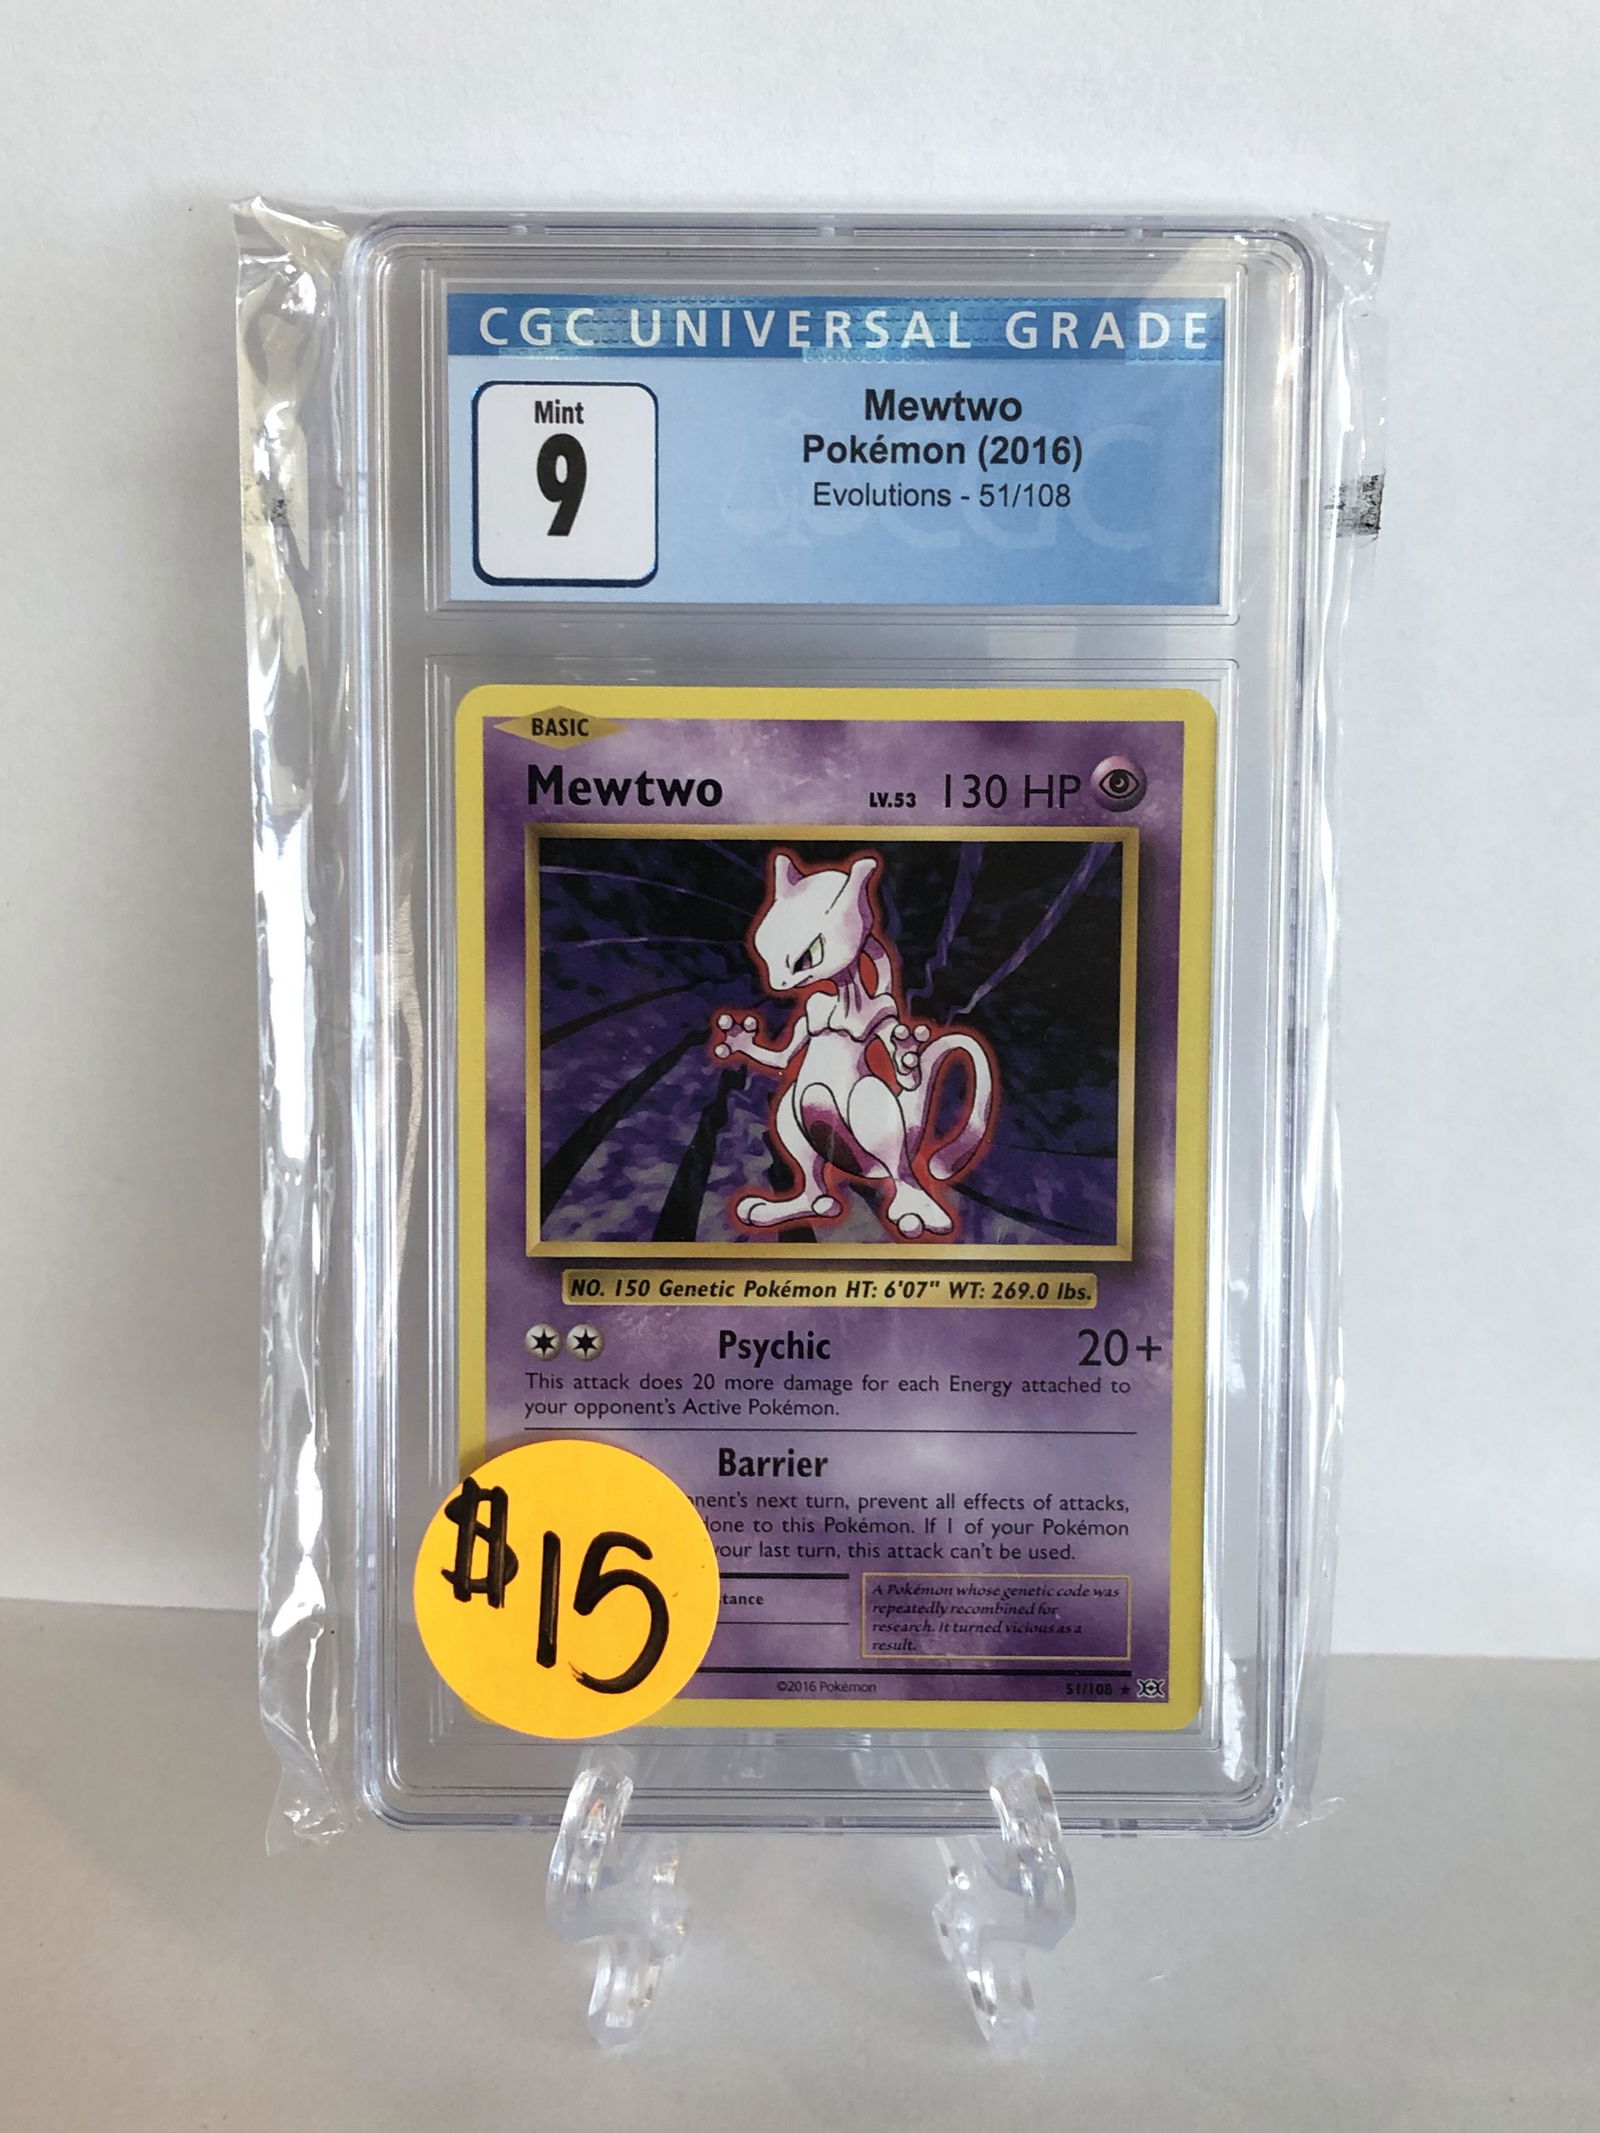 CGC UNIVERSAL GRADE
Mint
9
Mewtwo
Pokémon (2016)
Evolutions - 51/108
BASIC
Mewtwo LV.53 130 HP
NO. 150 Genetic Pokémon HT: 6'07" WT: 269.0 lbs.
Psychic 20+
This attack does 20 more damage for each Energy attached to
your opponent's Active Pokémon.
Barrier
next turn, prevent all effects of attacks,
to this Pokémon. If 1 of your Pokémon
your last turn, this attack can't be used.
$15
A Pokémon whose genetic code was
repeatedly recombined for
research. It turned vicious as a
result.
©2016 Pokémon
51/108